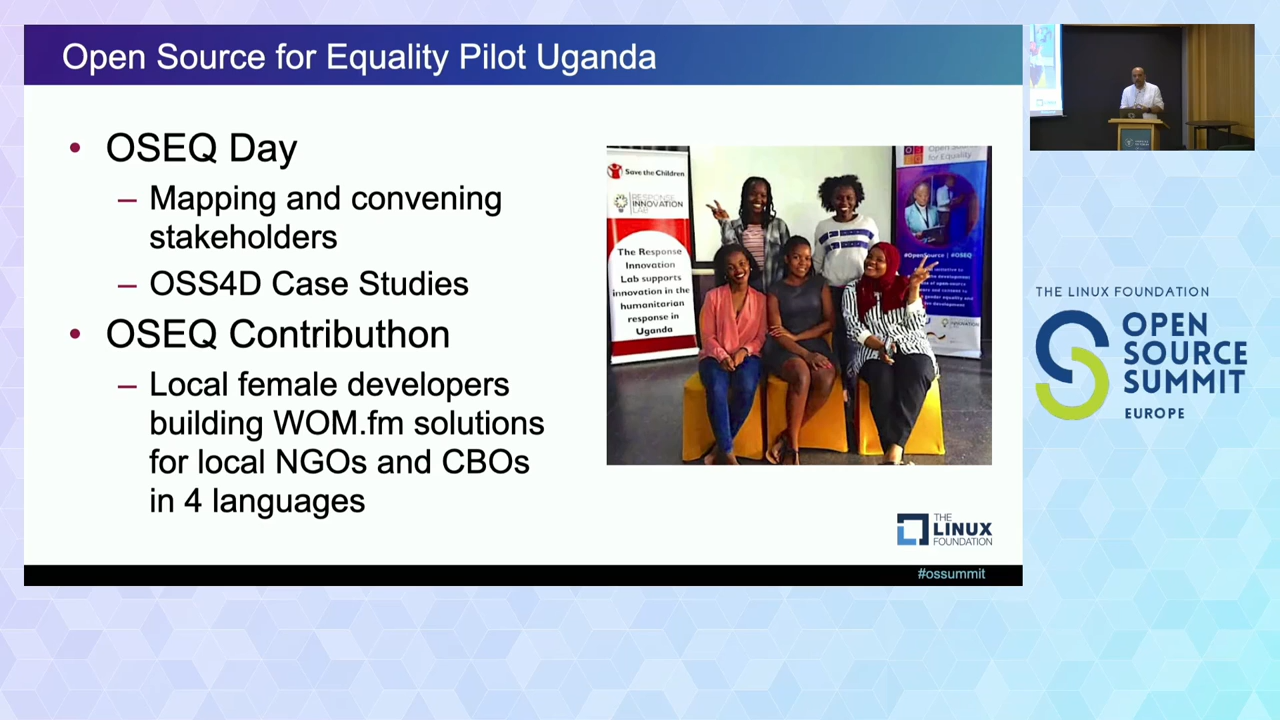 Open Source for Equality Pilot Uganda
• OSEQ Day
– Mapping and convening
stakeholders
– OSS4D Case Studies
• OSEQ Contributhon
– Local female developers
building WOM.fm solutions
for local NGOs and CBOs
in 4 languages
Save the Children
RESPONSE
INNOVATION
LAB
The Response
Innovation
Lab supports
innovation in the
humanitarian
response in
Uganda
Open Source
for Equality
#OpenSource | #OSEQ
THE
LINUX
FOUNDATION
#ossummit
THE LINUX FOUNDATION
OPEN
SOURCE
SUMMIT
EUROPE